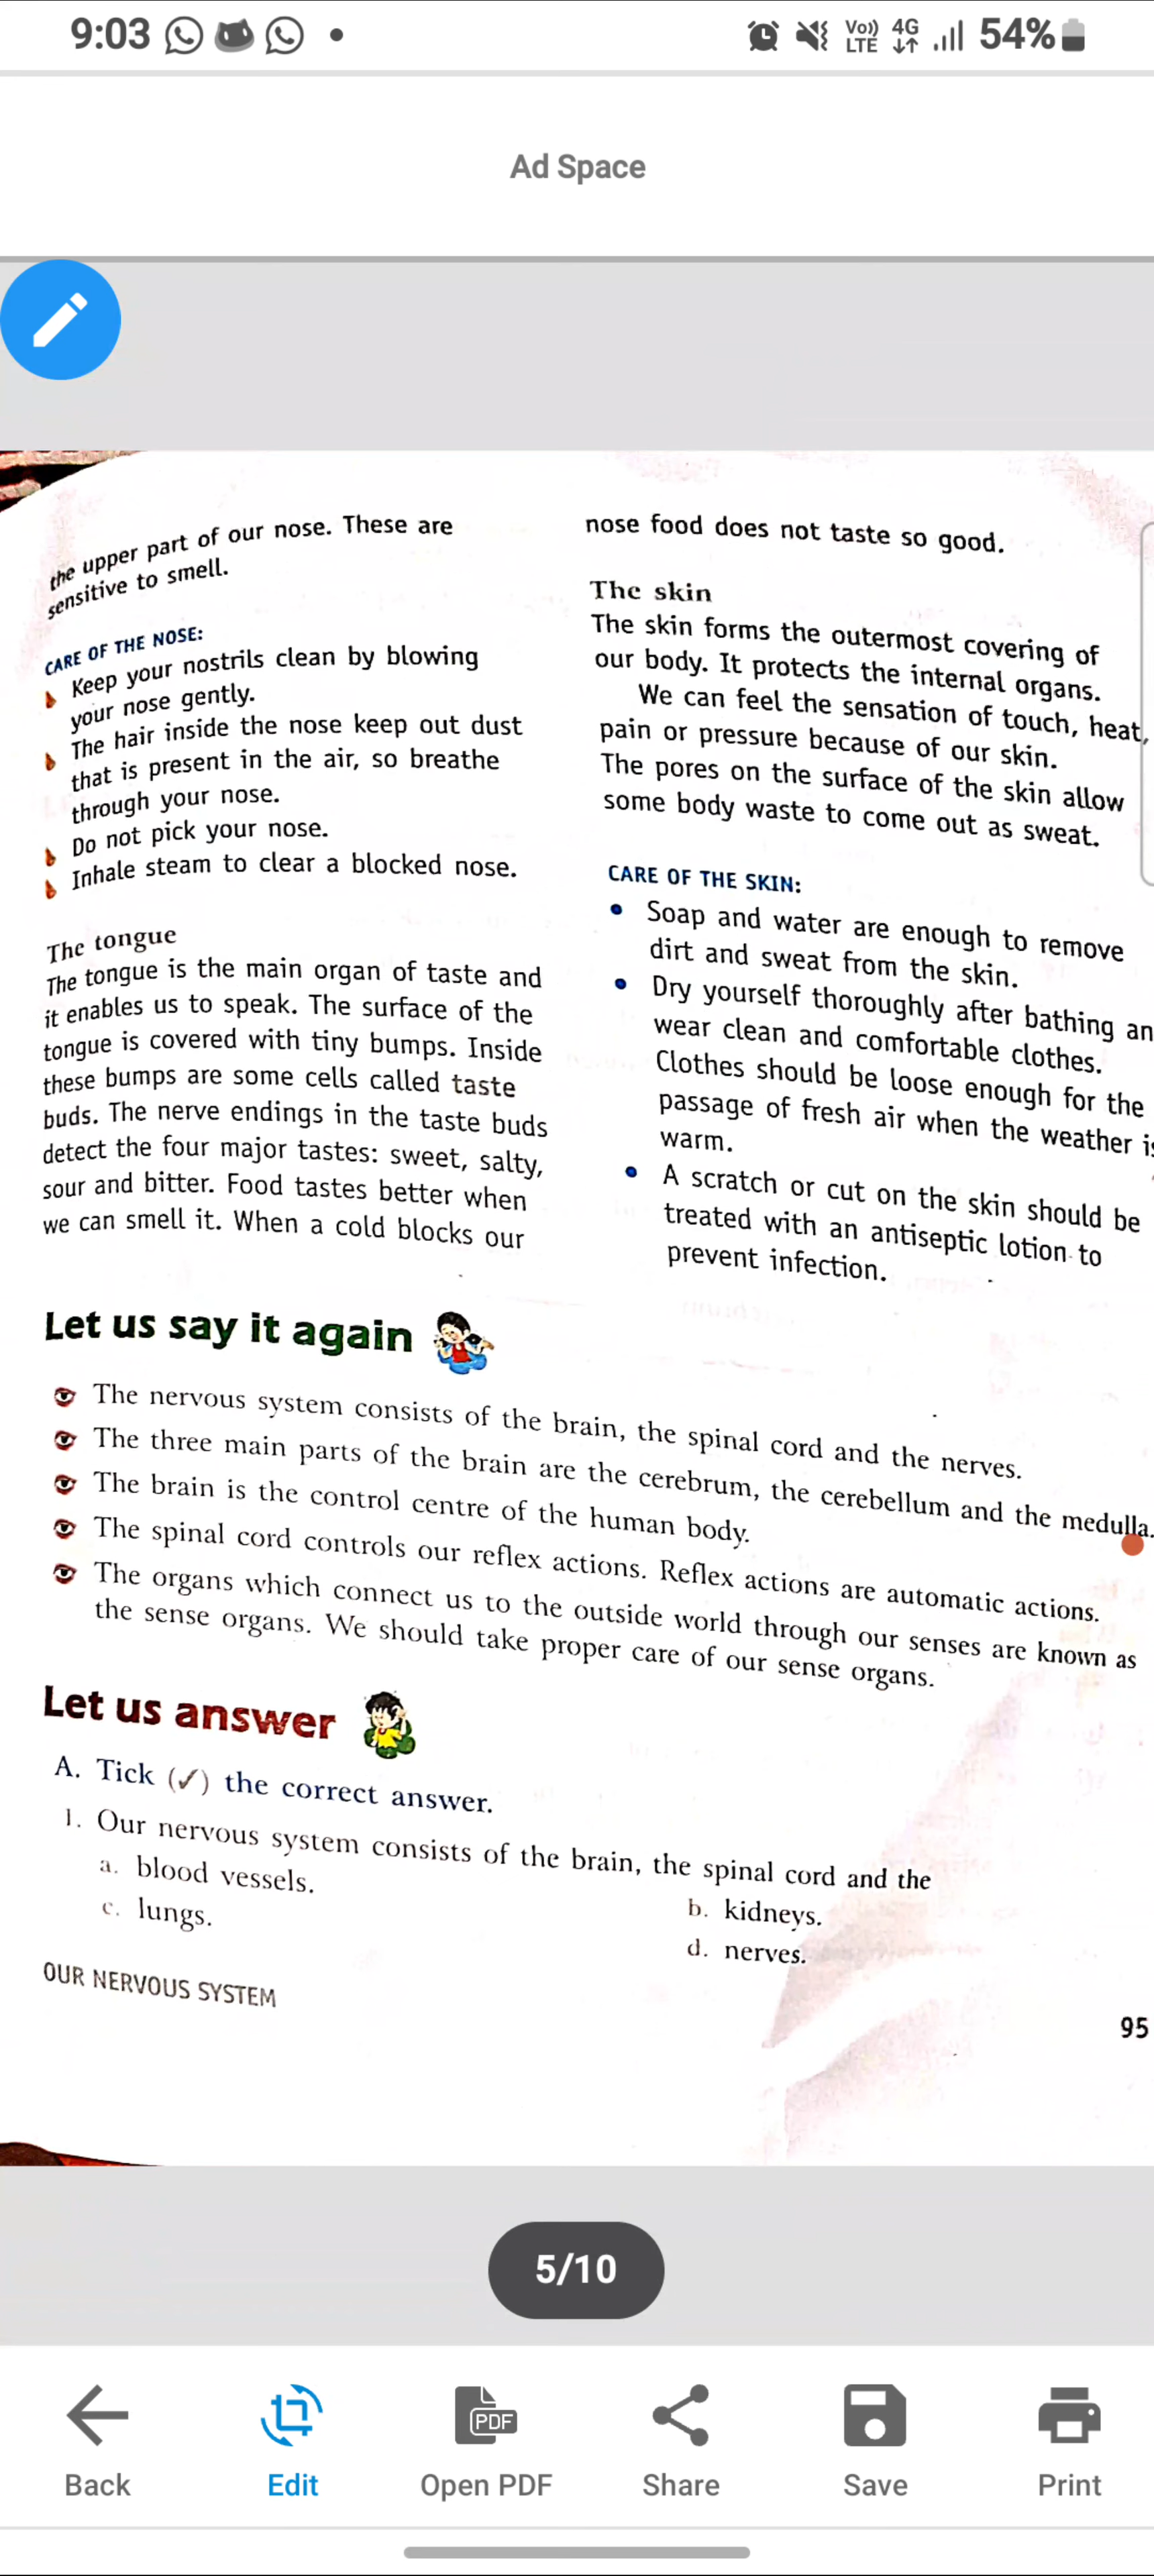 9:03
Vo)) LTE 4G 54%
Ad Space
the upper part of our nose. These are
sensitive to smell.
CARE OF THE NOSE:
Keep your nostrils clean by blowing
your nose gently.
The hair inside the nose keep out dust
that is present in the air, so breathe
through your nose.
Do not pick your nose.
Inhale steam to clear a blocked nose.
The tongue
The tongue is the main organ of taste and
it enables us to speak. The surface of the
tongue is covered with tiny bumps. Inside
these bumps are some cells called taste
buds. The nerve endings in the taste buds
detect the four major tastes: sweet, salty,
sour and bitter. Food tastes better when
we can smell it. When a cold blocks our
nose food does not taste so good.
The skin
The skin forms the outermost covering of
our body. It protects the internal organs.
We can feel the sensation of touch, heat,
pain or pressure because of our skin.
The pores on the surface of the skin allow
some body waste to come out as sweat.
CARE OF THE SKIN:
• Soap and water are enough to remove
dirt and sweat from the skin.
• Dry yourself thoroughly after bathing an
wear clean and comfortable clothes.
Clothes should be loose enough for the
passage of fresh air when the weather is
warm.
• A scratch or cut on the skin should be
treated with an antiseptic lotion to
prevent infection.
Let us say it again
The nervous system consists of the brain, the spinal cord and the nerves.
The three main parts of the brain are the cerebrum, the cerebellum and the medulla.
The brain is the control centre of the human body.
The spinal cord controls our reflex actions. Reflex actions are automatic actions.
The organs which connect us to the outside world through our senses are known as
the sense organs. We should take proper care of our sense organs.
Let us answer
A. Tick (✓) the correct answer.
1. Our nervous system consists of the brain, the spinal cord and the
a. blood vessels.
b. kidneys.
c. lungs.
d. nerves.
OUR NERVOUS SYSTEM
95
5/10
PDF
Back Edit Open PDF Share Save Print